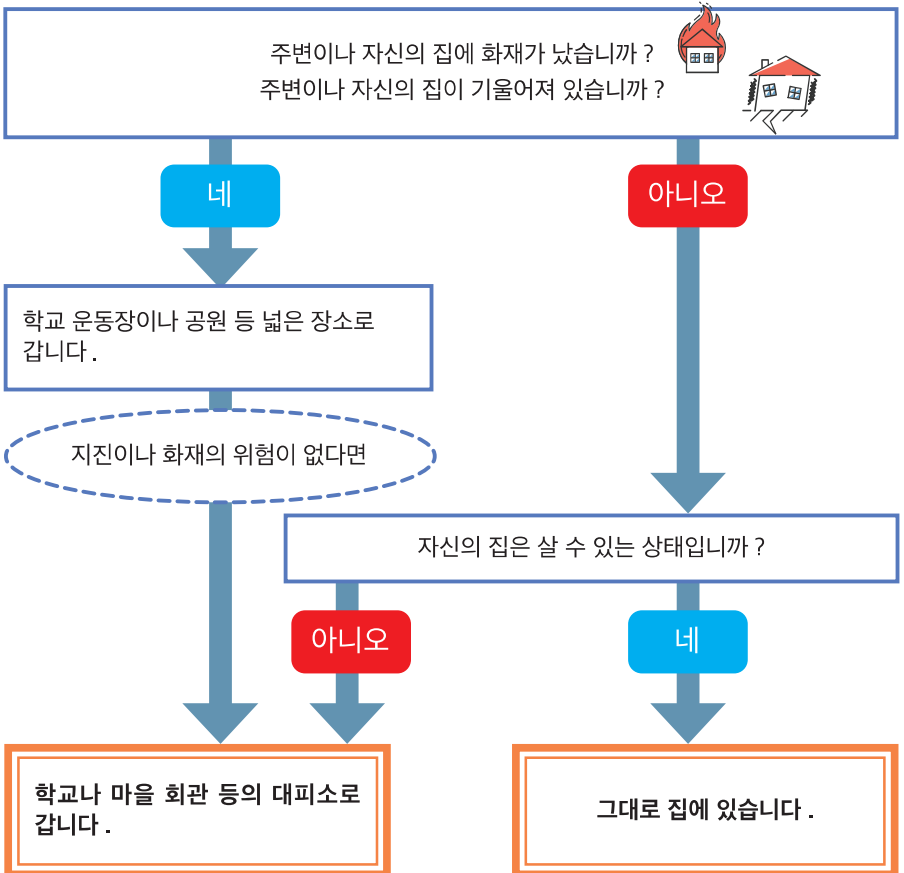 주변이나 자신의 집에 화재가 났습니까 ?
주변이나 자신의 집이 기울어져 있습니까 ?
네
아니오
학교 운동장이나 공원 등 넓은 장소로
갑니다 .
지진이나 화재의 위험이 없다면
자신의 집은 살 수 있는 상태입니까 ?
아니오
네
학교나 마을 회관 등의 대피소로
갑니다 .
그대로 집에 있습니다 .